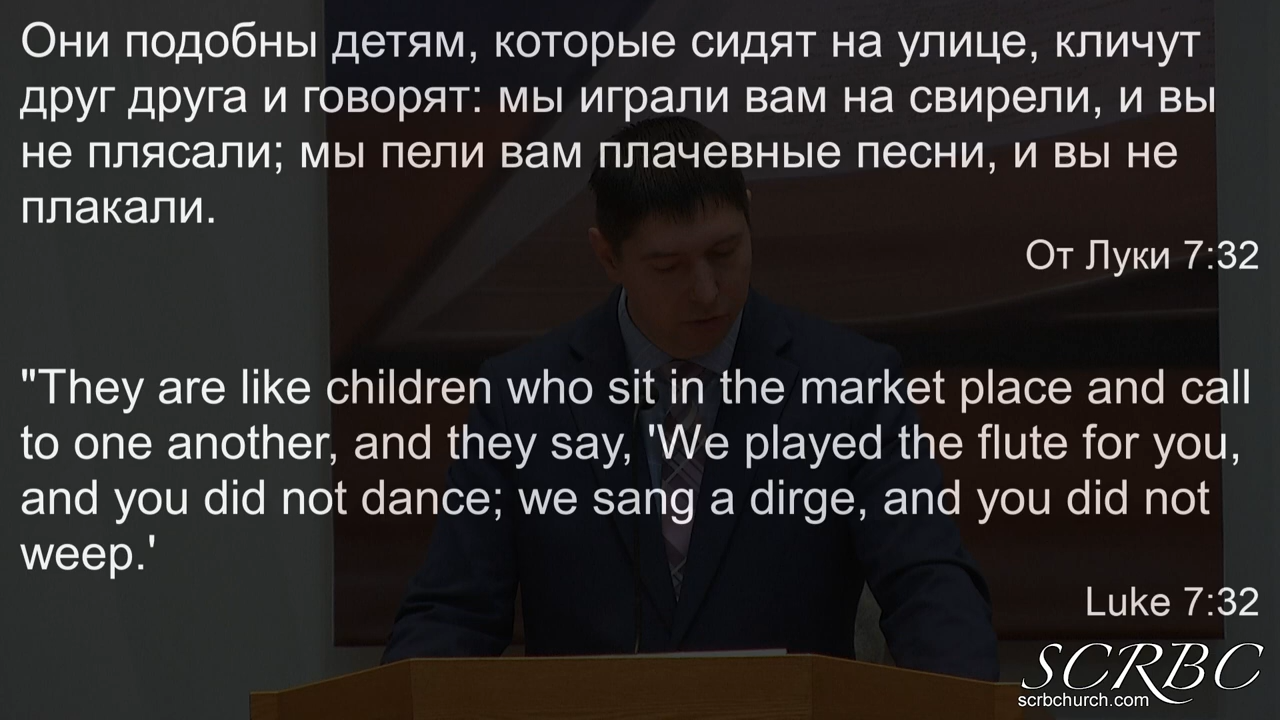 Они подобны детям, которые сидят на улице, кличут
друг друга и говорят: мы играли вам на свирели, и вы
не плясали; мы пели вам плачевные песни, и вы не
плакали.
От Луки 7:32
"They are like children who sit in the market place and call
to one another, and they say, 'We played the flute for you,
and you did not dance; we sang a dirge, and you did not
weep.'
Luke 7:32
SCRBC
scrbchurch.com